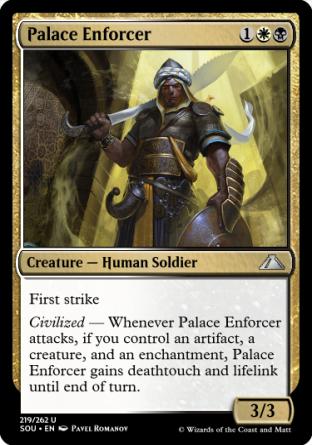 Palace Enforcer 1
Creature — Human Soldier
First strike
Civilized — Whenever Palace Enforcer
attacks, if you control an artifact, a
creature, and an enchantment, Palace
Enforcer gains deathtouch and lifelink
until end of turn.
3/3
219/262 U
SOU • EN Pavel Romanov
© Wizards of the Coast and Matt